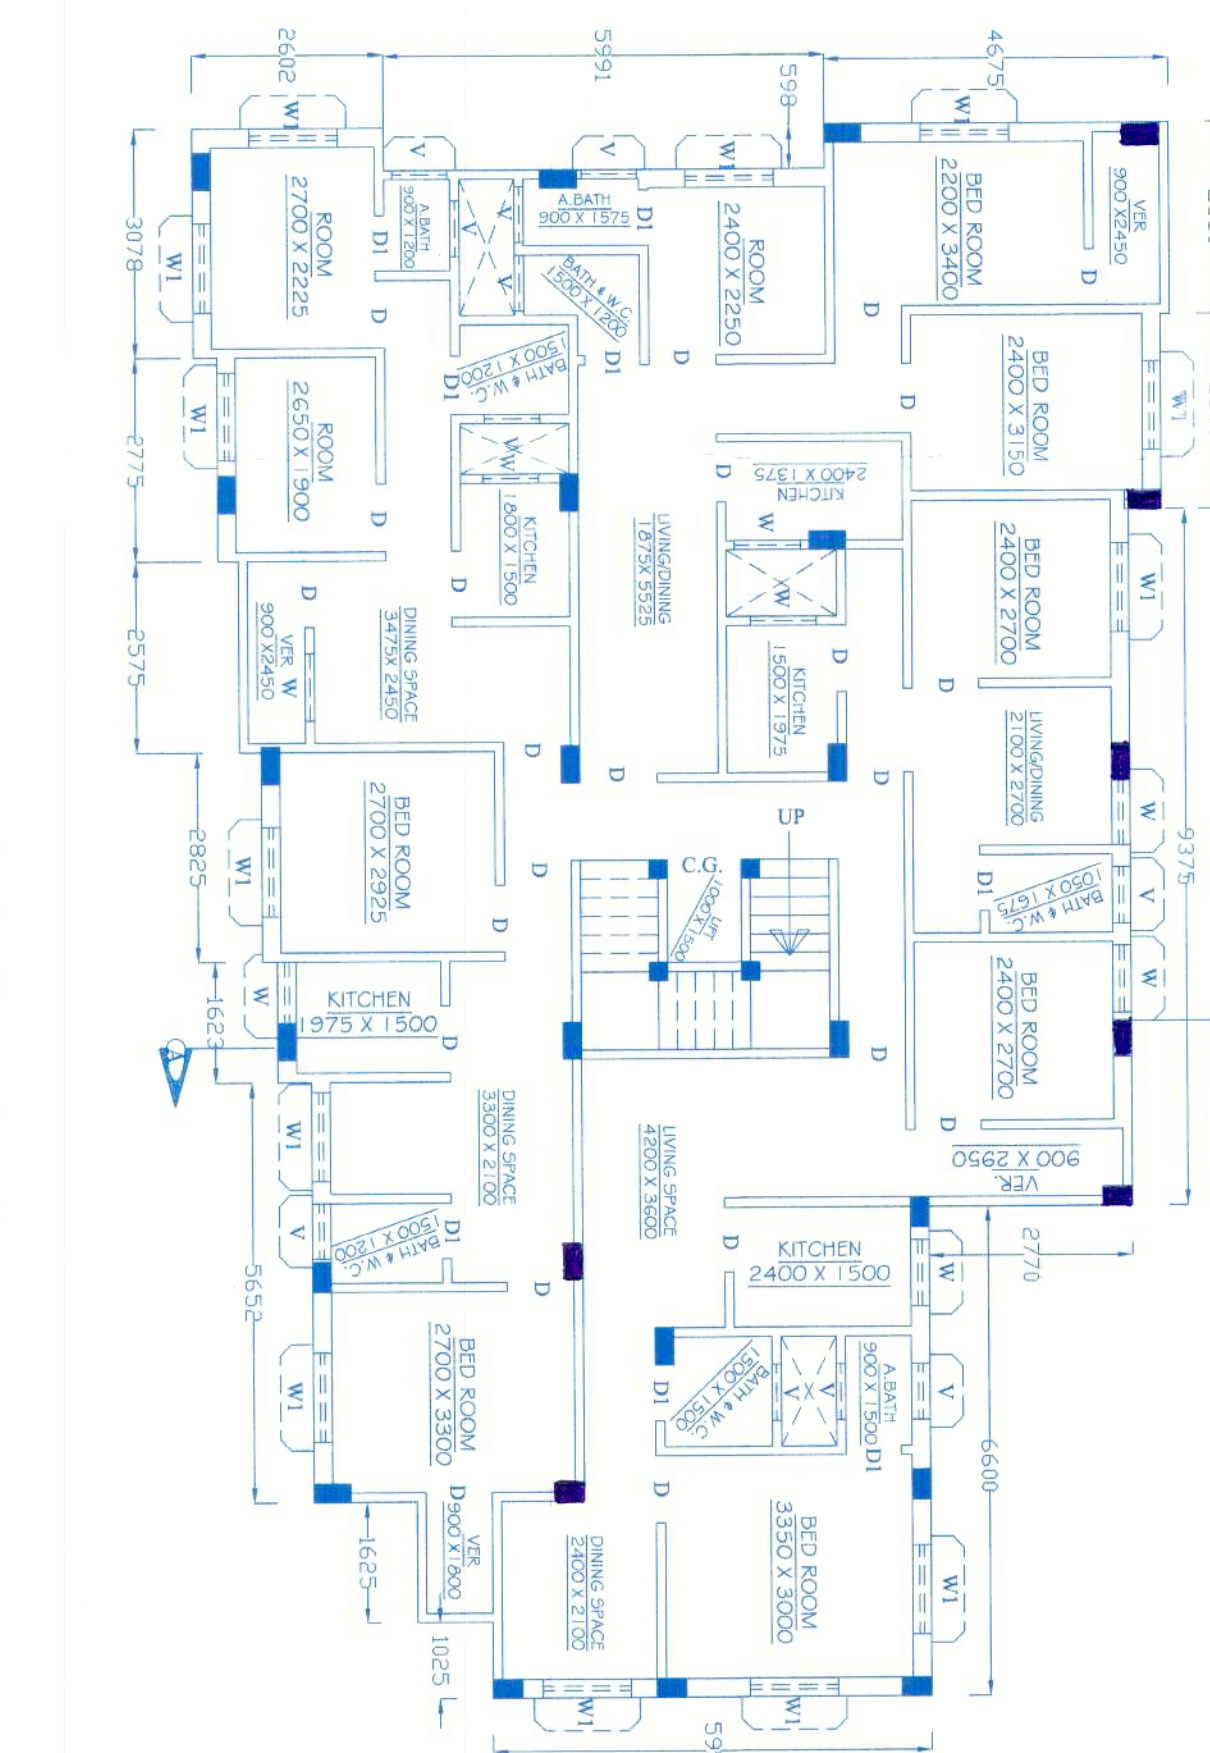 2602
5991
598
4675
W1
V
V
W1
W1
VER
900 X2450
BED ROOM
2200 X 3400
D
A.BATH
900 X 1575
D1
ROOM
2400 X 2250
A.BATH
900 X 1200
D1
V
V
ROOM
2700 X 2225
3078
W1
BATH & W.C.
1500 X 1200
D
D
D1
D
BED ROOM
2400 X 3150
W1
D
BATH & W.C.
1500 X 1200
D1
ROOM
2650 X 1900
W1
2775
D
VW
KITCHEN
2400 X 1375
D
W
KITCHEN
1800 X 1500
D
LIVING/DINING
1875X 5525
XW
BED ROOM
2400 X 2700
W1
D
DINING SPACE
3475X 2450
VER
900 X2450
W
2575
D
KITCHEN
1500 X 1975
D
LIVING/DINING
2100 X 2700
W
D
D
D
UP
9375
BED ROOM
2700 X 2925
W1
2825
D
D
C.G.
LIFT
1000 X 1500
D1
BATH & W.C.
1050 X 1675
V
W
BED ROOM
2400 X 2700
KITCHEN
1975 X 1500
W
1623
D
D
A
W1
DINING SPACE
3300 X 2100
LIVING SPACE
4200 X 3600
D
VER.
900 X 2950
V
BATH & W.C.
1500 X 1200
D1
D
D
KITCHEN
2400 X 1500
W
2770
5652
BED ROOM
2700 X 3300
W1
BATH & W.C.
1500 X 1500
D1
V
V
X
A.BATH
900 X 1500
D1
V
6600
D
D
VER
900 X1800
1625
DINING SPACE
2400 X 2100
BED ROOM
3350 X 3000
W1
1025
W1
W1
59